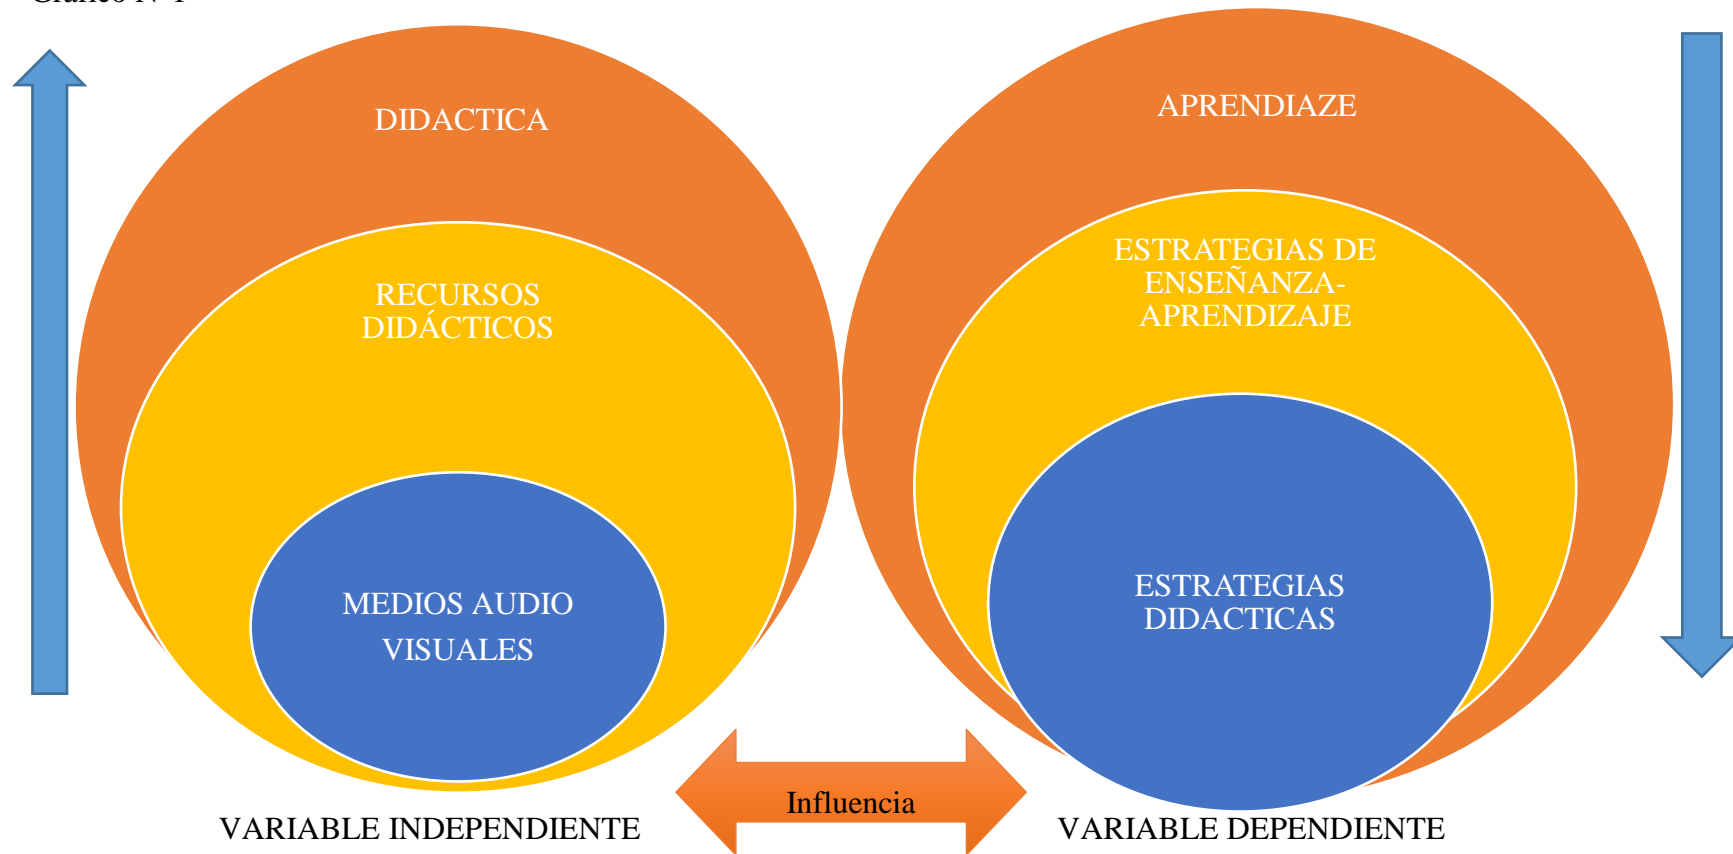 DIDACTICA
RECURSOS
DIDÁCTICOS
MEDIOS AUDIO
VISUALES
APRENDIAZE
ESTRATEGIAS DE
ENSEÑANZA-
APRENDIZAJE
ESTRATEGIAS
DIDACTICAS
Influencia
VARIABLE INDEPENDIENTE
VARIABLE DEPENDIENTE